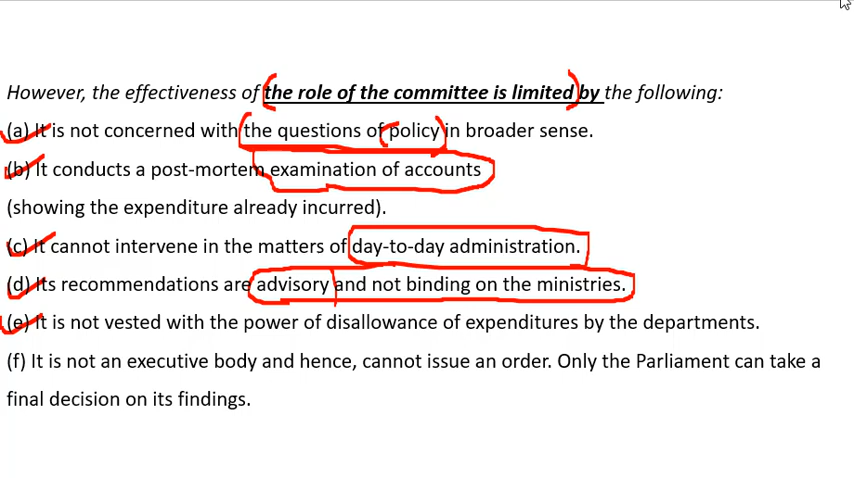 However, the effectiveness of the role of the committee is limited by the following:
(a) It is not concerned with the questions of policy in broader sense.
(b) It conducts a post-mortem examination of accounts
(showing the expenditure already incurred).
(c) It cannot intervene in the matters of day-to-day administration.
(d) Its recommendations are advisory and not binding on the ministries.
(e) It is not vested with the power of disallowance of expenditures by the departments.
(f) It is not an executive body and hence, cannot issue an order. Only the Parliament can take a
final decision on its findings.